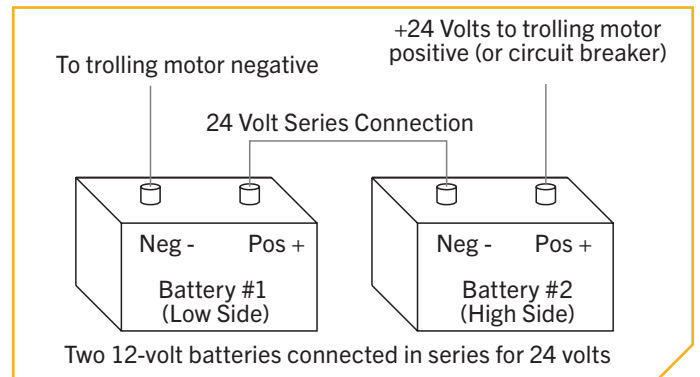 +24 Volts to trolling motor
positive (or circuit breaker)
To trolling motor negative
24 Volt Series Connection
Neg -
Pos +
Neg -
Pos +
Battery #1
(Low Side)
Battery #2
(High Side)
Two 12-volt batteries connected in series for 24 volts